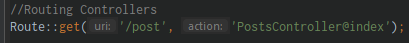 //Routing Controllers
Route::get( uri: '/post', action: 'PostsController@index');